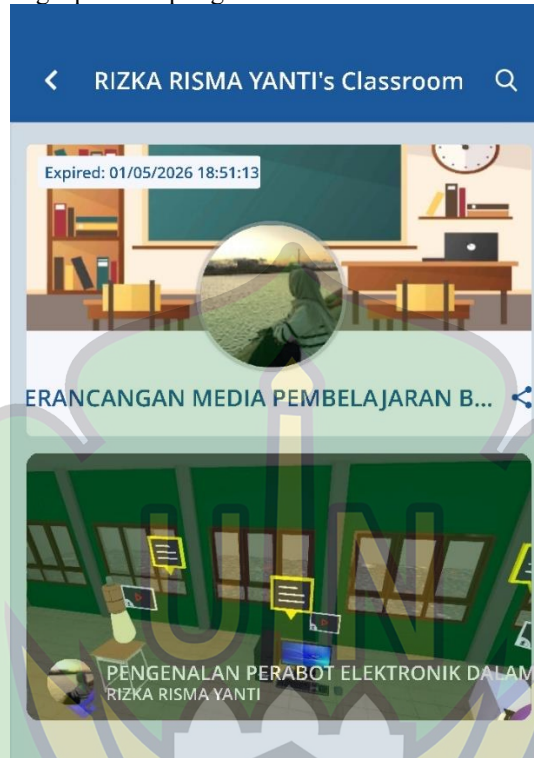 RIZKA RISMA YANTI's Classroom
Expired: 01/05/2026 18:51:13
ERANCANGAN MEDIA PEMBELAJARAN B...
UIN
PENGENALAN PERABOT ELEKTRONIK DALAM
RIZKA RISMA YANTI